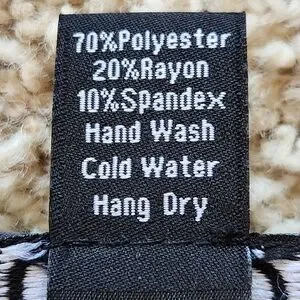 70%Polyester
20%Rayon
10%Spandex
Hand Wash
Cold Water
Hang Dry